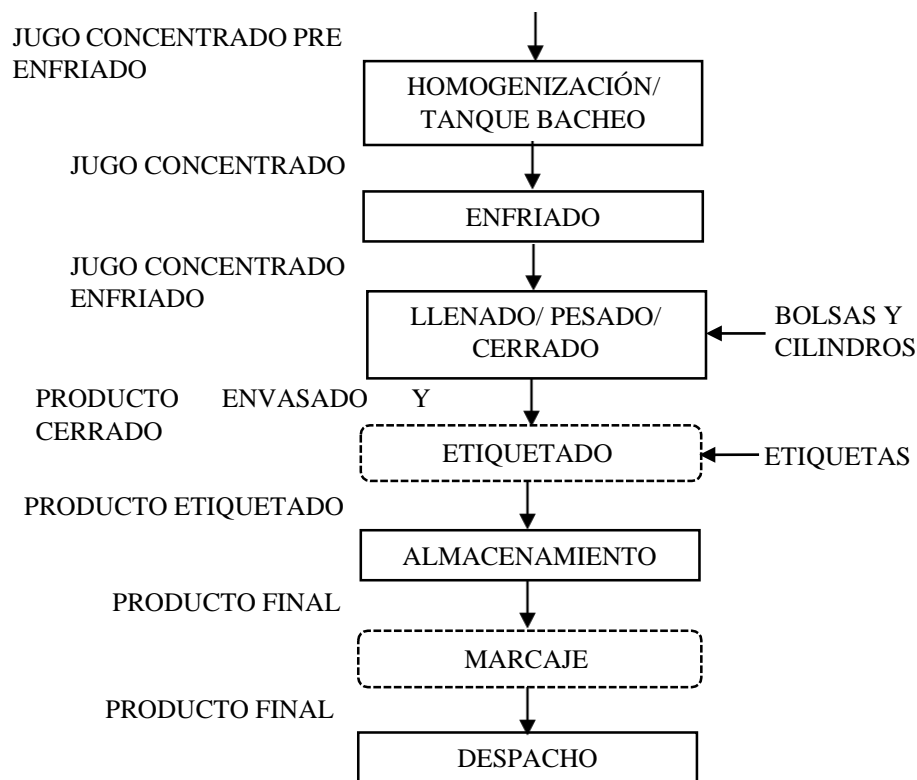 JUGO CONCENTRADO PRE
ENFRIADO
HOMOGENIZACIÓN/
TANQUE BACHEO
JUGO CONCENTRADO
ENFRIADO
JUGO CONCENTRADO
ENFRIADO
LLENADO/ PESADO/
CERRADO
BOLSAS Y
CILINDROS
PRODUCTO ENVASADO Y
CERRADO
ETIQUETADO
ETIQUETAS
PRODUCTO ETIQUETADO
ALMACENAMIENTO
PRODUCTO FINAL
MARCAJE
PRODUCTO FINAL
DESPACHO